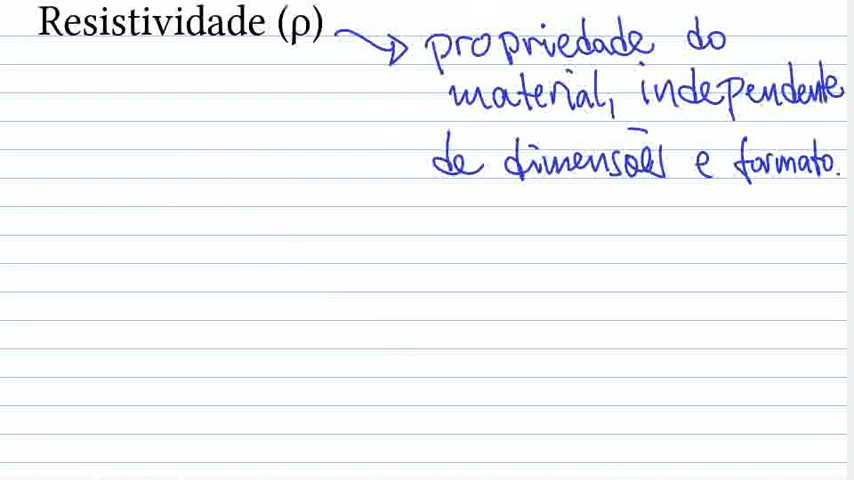 Resistividade (ρ) → propriedade do
material, independente
de dimensões e formato.